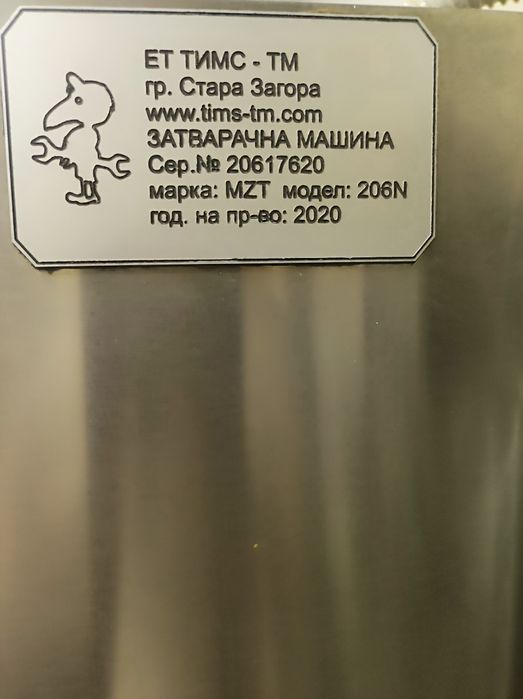 ЕТ ТИМС - ТМ
гр. Стара Загора
www.tims-tm.com
ЗАТВАРАЧНА МАШИНА
Сер.№ 20617620
марка: MZT модел: 206N
год. на пр-во: 2020